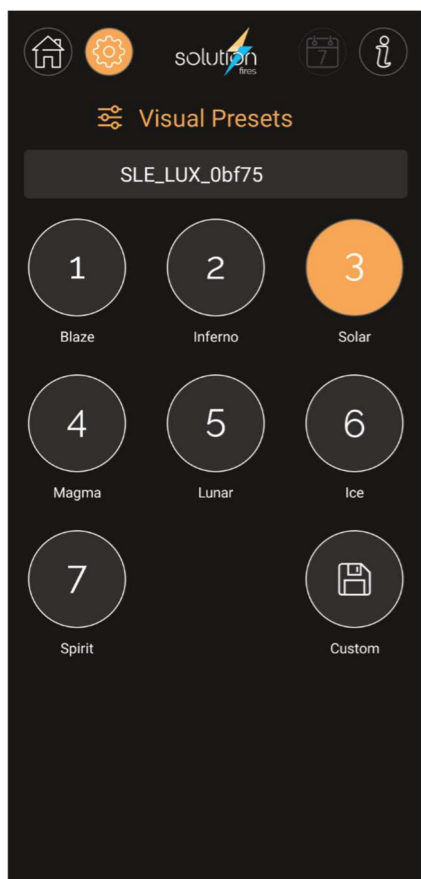 solution
fires
7
i
Visual Presets
SLE_LUX_0bf75
1 2 3
Blaze Inferno Solar
4 5 6
Magma Lunar Ice
7
Spirit Custom